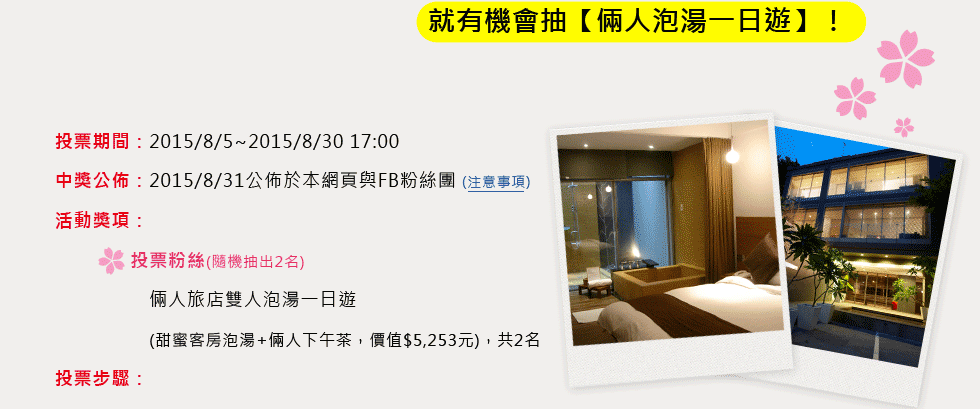 就有機會抽【倆人泡湯一日遊】！
投票期間：2015/8/5~2015/8/30 17:00
中獎公佈：2015/8/31公佈於本網頁與FB粉絲團 (注意事項)
活動獎項：
投票粉絲(隨機抽出2名)
倆人旅店雙人泡湯一日遊
(甜蜜客房泡湯+倆人下午茶，價值$5,253元)，共2名
投票步驟：